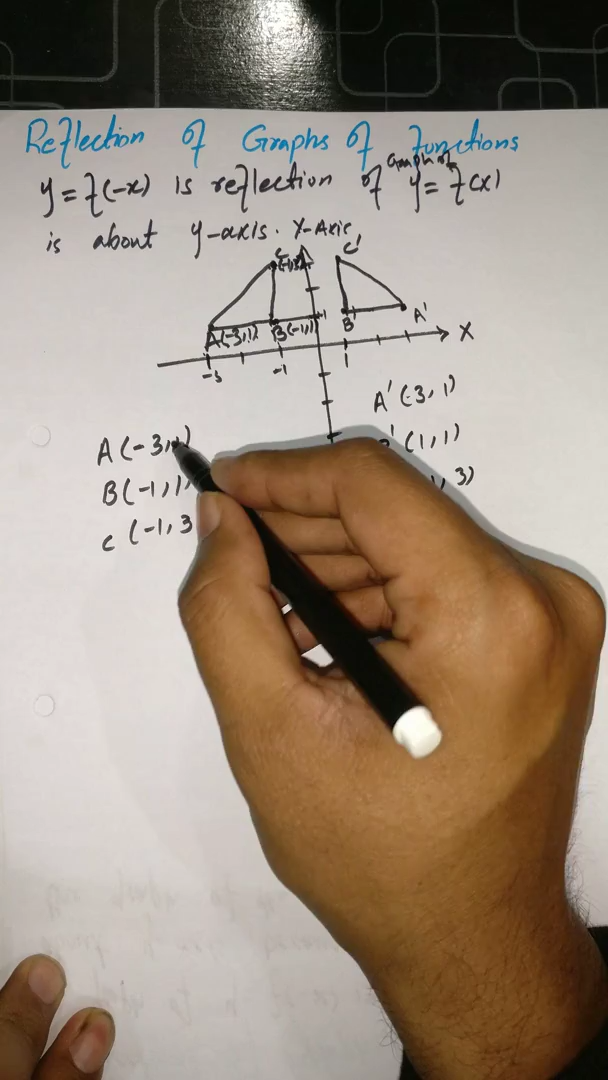 Reflection of Graphs of Functions
y = f(-x) is reflection of Graph of y = f(x)
is about y-axis. Y-Axis
C C'
A(-3,1) B(-1,1) 1 B' A'
X
-3 -1 1
A'(-3,1)
A(-3,1) B'(1,1)
B(-1,1) , 3)
C (-1, 3